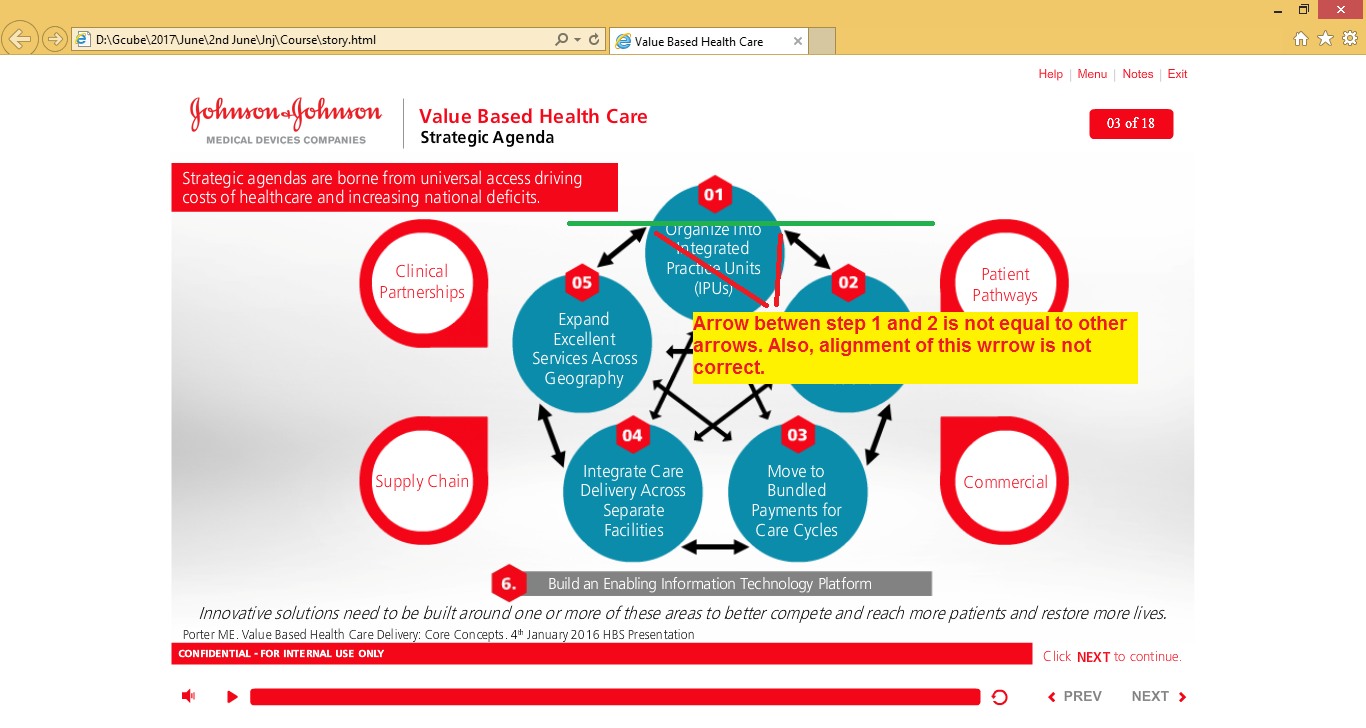 D:\Gcube\2017\June\2nd June\Jnj\Course\story.html
Value Based Health Care
Help | Menu | Notes | Exit
Johnson & Johnson
MEDICAL DEVICES COMPANIES
Value Based Health Care
Strategic Agenda
03 of 18
Strategic agendas are borne from universal access driving
costs of healthcare and increasing national deficits.
01
Organize into
Integrated
Practice Units
(IPUs)
02
05
Expand
Excellent
Services Across
Geography
Clinical
Partnerships
Patient
Pathways
Arrow betwen step 1 and 2 is not equal to other
arrows. Also, alignment of this wrrow is not
correct.
04
Integrate Care
Delivery Across
Separate
Facilities
03
Move to
Bundled
Payments for
Care Cycles
Supply Chain
Commercial
6.
Build an Enabling Information Technology Platform
Innovative solutions need to be built around one or more of these areas to better compete and reach more patients and restore more lives.
Porter ME. Value Based Health Care Delivery: Core Concepts. 4th January 2016 HBS Presentation
CONFIDENTIAL - FOR INTERNAL USE ONLY
Click NEXT to continue.
PREV
NEXT